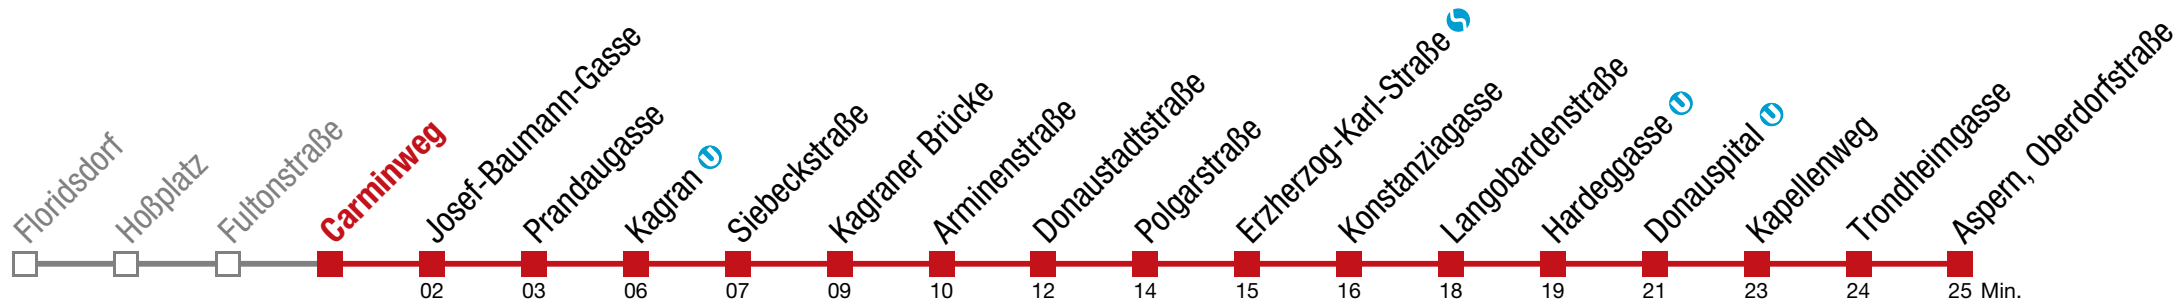 Floridsdorf
Hoßplatz
Fultonstraße
Carminweg
Josef-Baumann-Gasse
Prandaugasse
Kagran U
Siebeckstraße
Kagraner Brücke
Arminenstraße
Donaustadtstraße
Polgarstraße
Erzherzog-Karl-Straße S
Konstanziagasse
Langobardenstraße
Hardeggasse U
Donauspital U
Kapellenweg
Trondheimgasse
Aspern, Oberdorfstraße
02 03 06 07 09 10 12 14 15 16 18 19 21 23 24 25 Min.